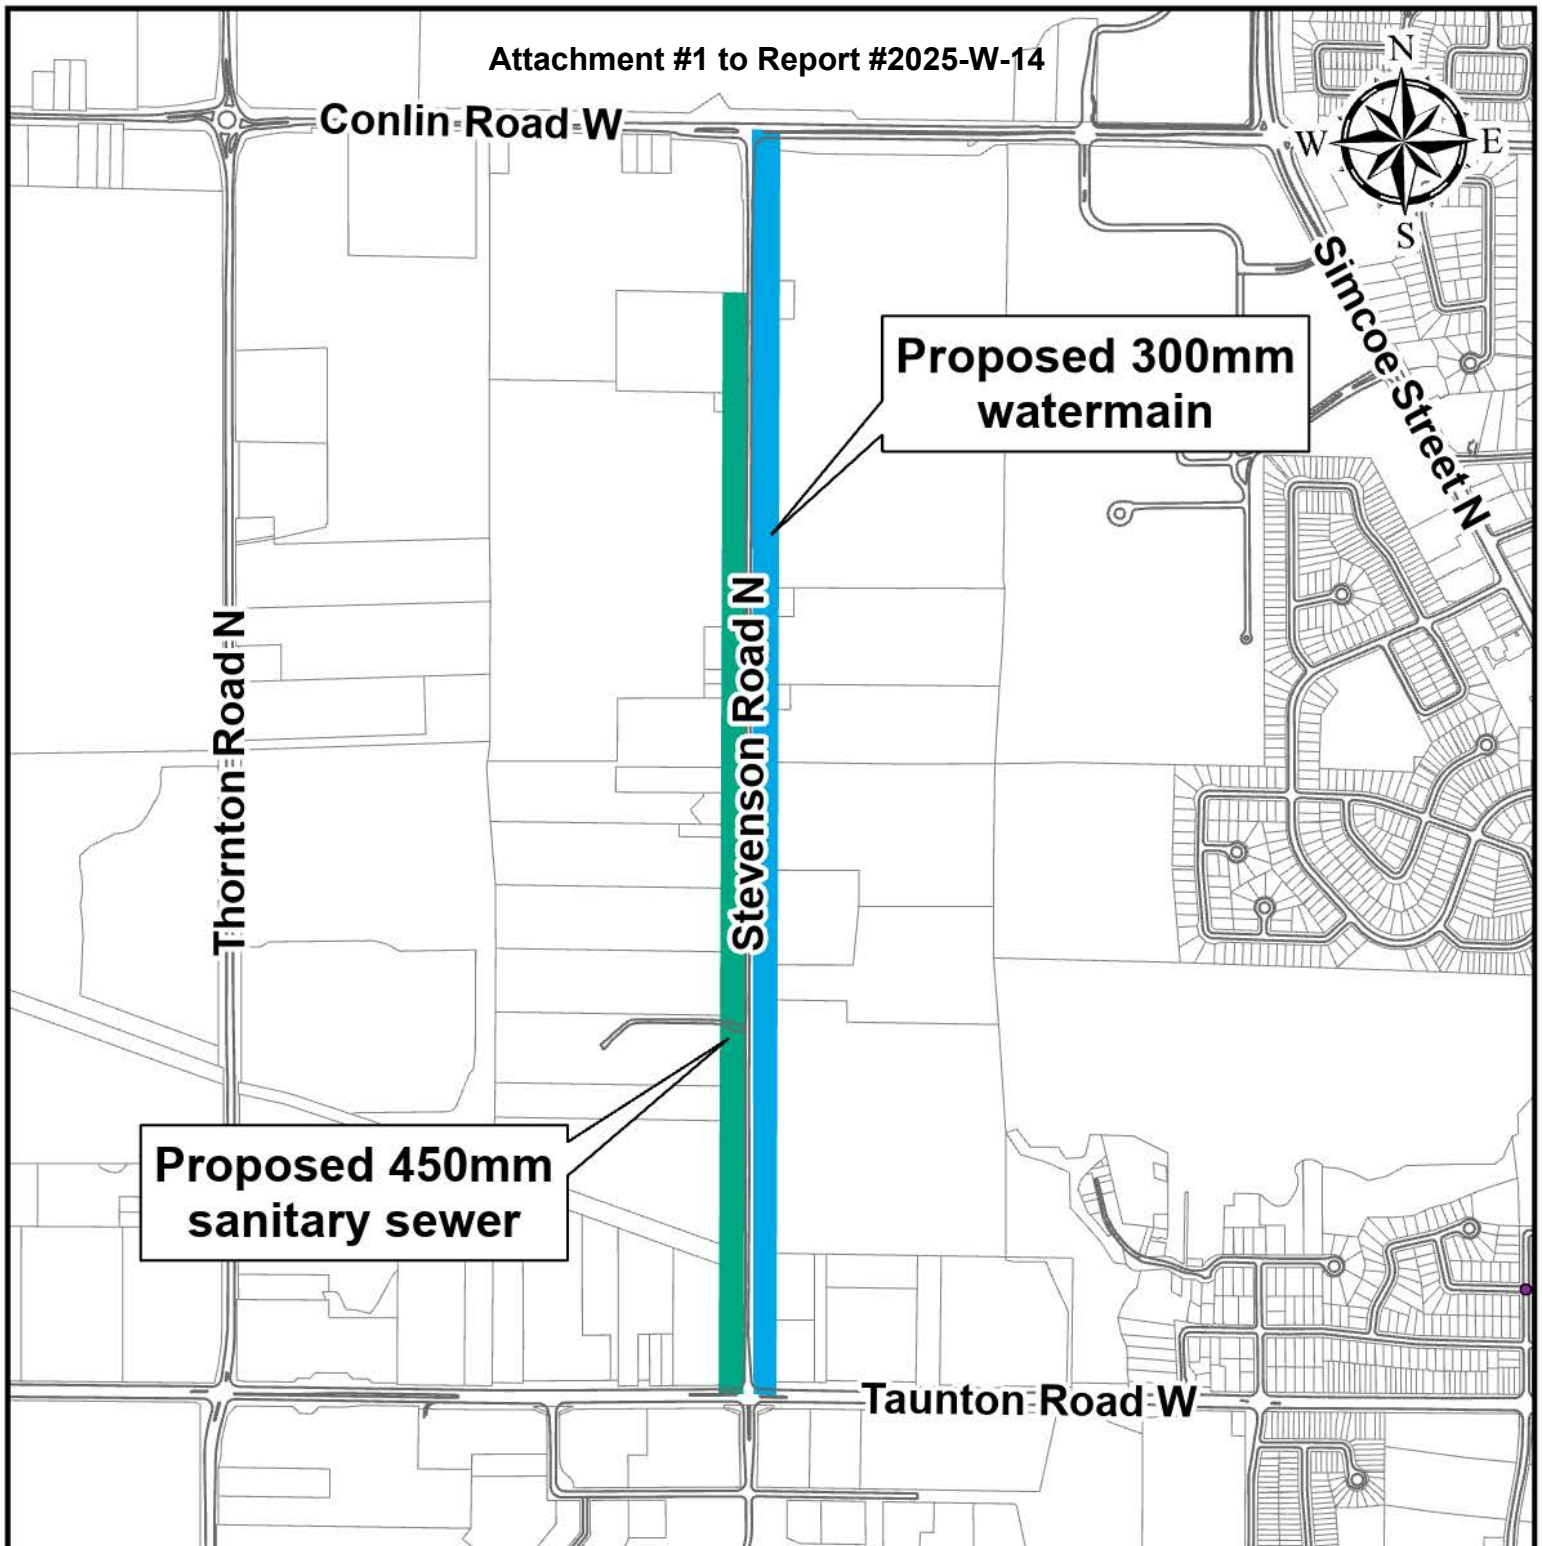 Attachment #1 to Report #2025-W-14
Conlin Road W
N
W
E
S
Simcoe Street N
Proposed 300mm
watermain
Thornton Road N
Stevenson Road N
Proposed 450mm
sanitary sewer
Taunton Road W